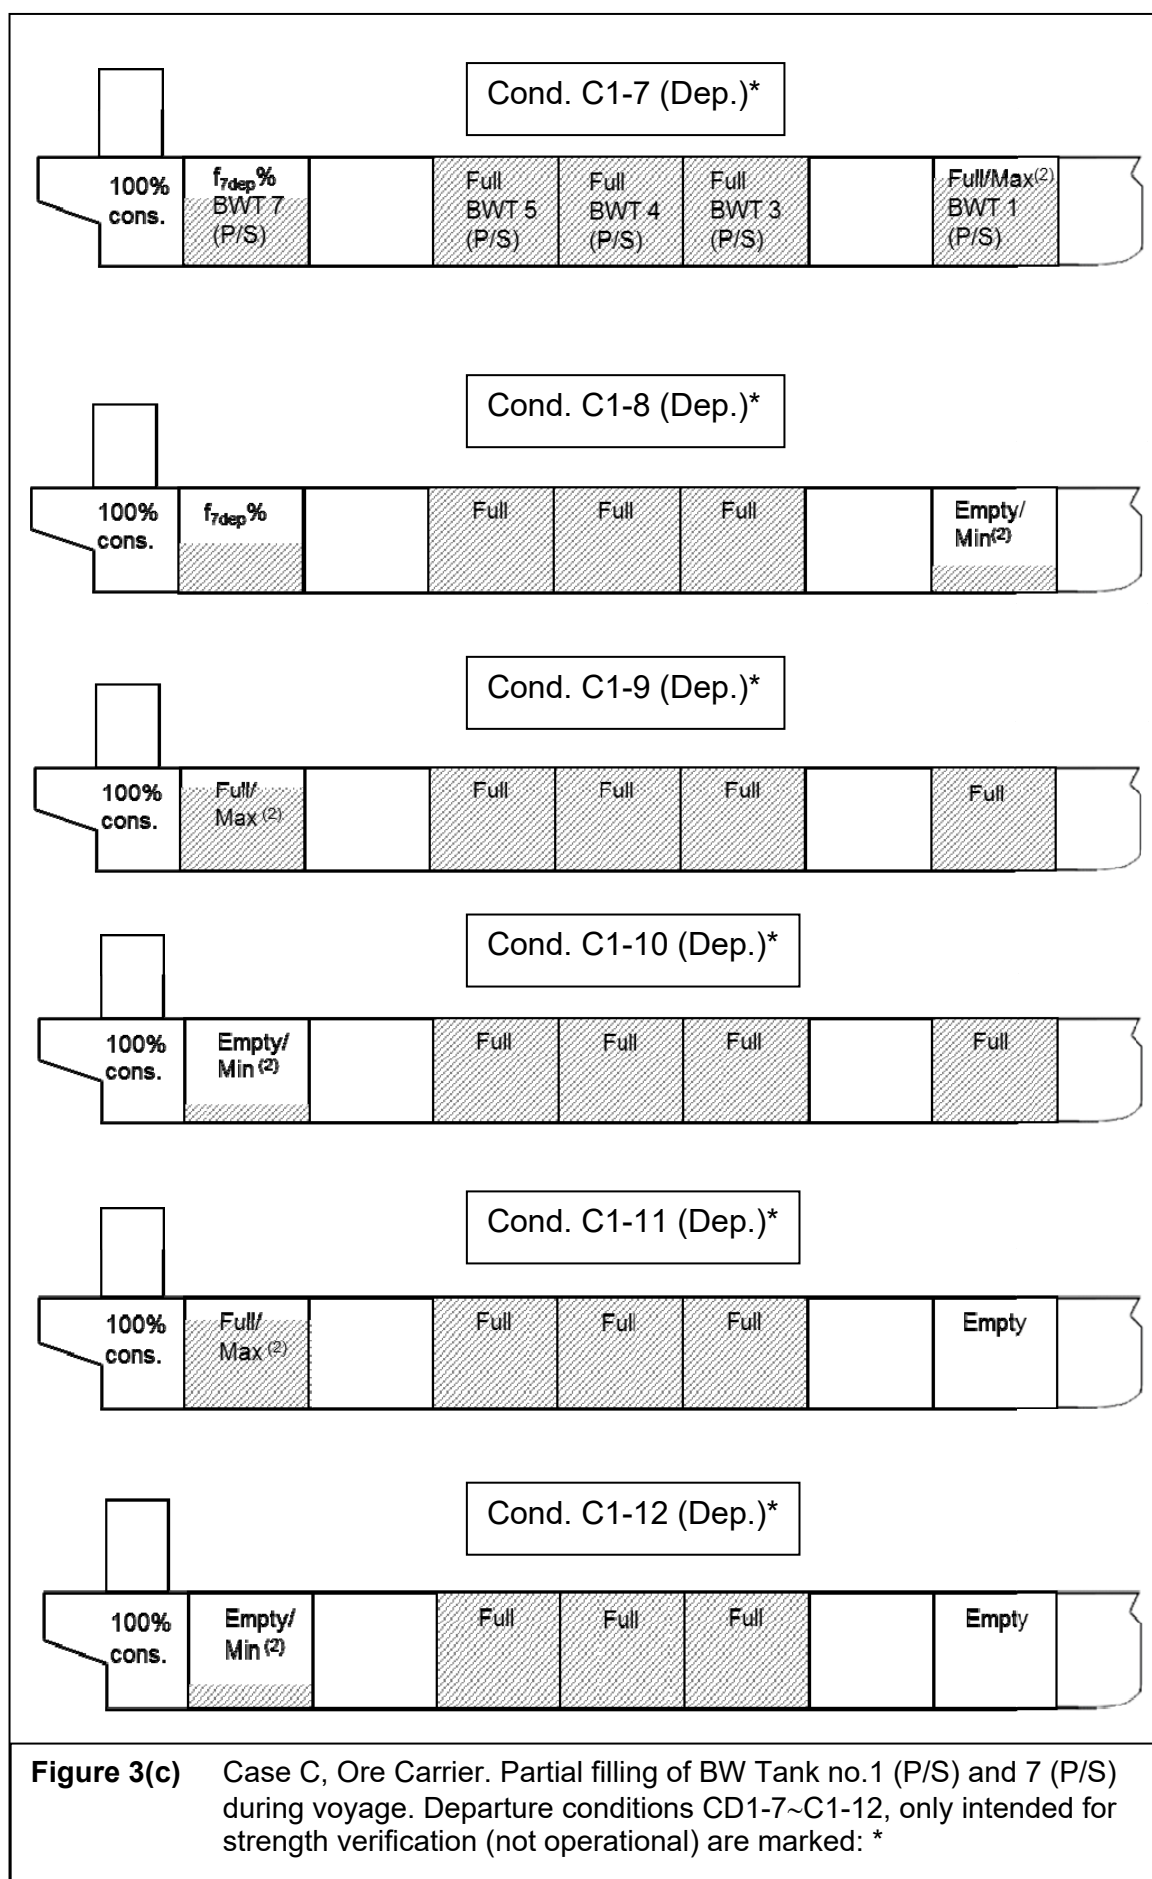 Cond. C1-7 (Dep.)*
100%
cons.
f7dep%
BWT 7
(P/S)
Full
BWT 5
(P/S)
Full
BWT 4
(P/S)
Full
BWT 3
(P/S)
Full/Max(2)
BWT 1
(P/S)
Cond. C1-8 (Dep.)*
100%
cons.
f7dep%
Full
Full
Full
Empty/
Min(2)
Cond. C1-9 (Dep.)*
100%
cons.
Full/
Max (2)
Full
Full
Full
Full
Cond. C1-10 (Dep.)*
100%
cons.
Empty/
Min (2)
Full
Full
Full
Full
Cond. C1-11 (Dep.)*
100%
cons.
Full/
Max (2)
Full
Full
Full
Empty
Cond. C1-12 (Dep.)*
100%
cons.
Empty/
Min (2)
Full
Full
Full
Empty
Figure 3(c) Case C, Ore Carrier. Partial filling of BW Tank no.1 (P/S) and 7 (P/S)
during voyage. Departure conditions CD1-7~C1-12, only intended for
strength verification (not operational) are marked: *